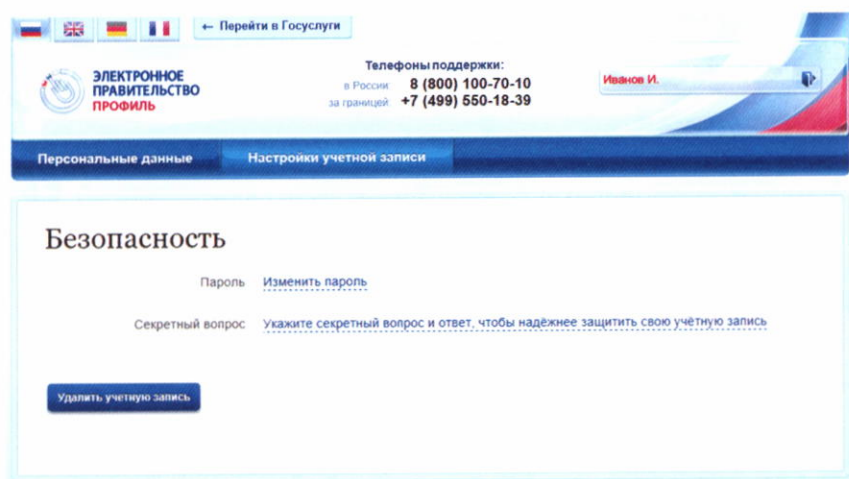 ← Перейти в Госуслуги
ЭЛЕКТРОННОЕ
ПРАВИТЕЛЬСТВО
ПРОФИЛЬ
Телефоны поддержки:
в России: 8 (800) 100-70-10
за границей: +7 (499) 550-18-39
Иванов И.
Персональные данные Настройки учетной записи
Безопасность
Пароль Изменить пароль
Секретный вопрос Укажите секретный вопрос и ответ, чтобы надёжнее защитить свою учётную запись
Удалить учетную запись